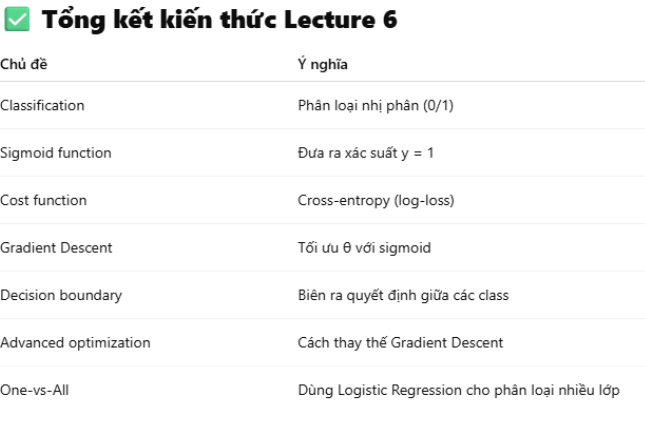 ✅ Tổng kết kiến thức Lecture 6
Chủ đề Ý nghĩa
Classification Phân loại nhị phân (0/1)
Sigmoid function Đưa ra xác suất y = 1
Cost function Cross-entropy (log-loss)
Gradient Descent Tối ưu θ với sigmoid
Decision boundary Biên ra quyết định giữa các class
Advanced optimization Cách thay thế Gradient Descent
One-vs-All Dùng Logistic Regression cho phân loại nhiều lớp